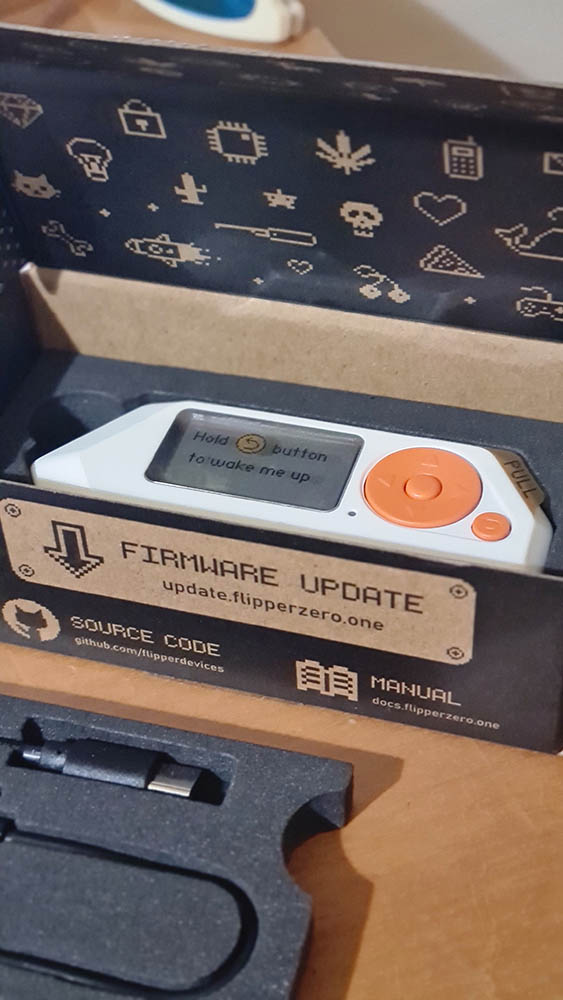 Hold button
to wake me up
PULL
FIRMWARE UPDATE
update.flipperzero.one
SOURCE CODE
github.com/flipperdevices
MANUAL
docs.flipperzero.one